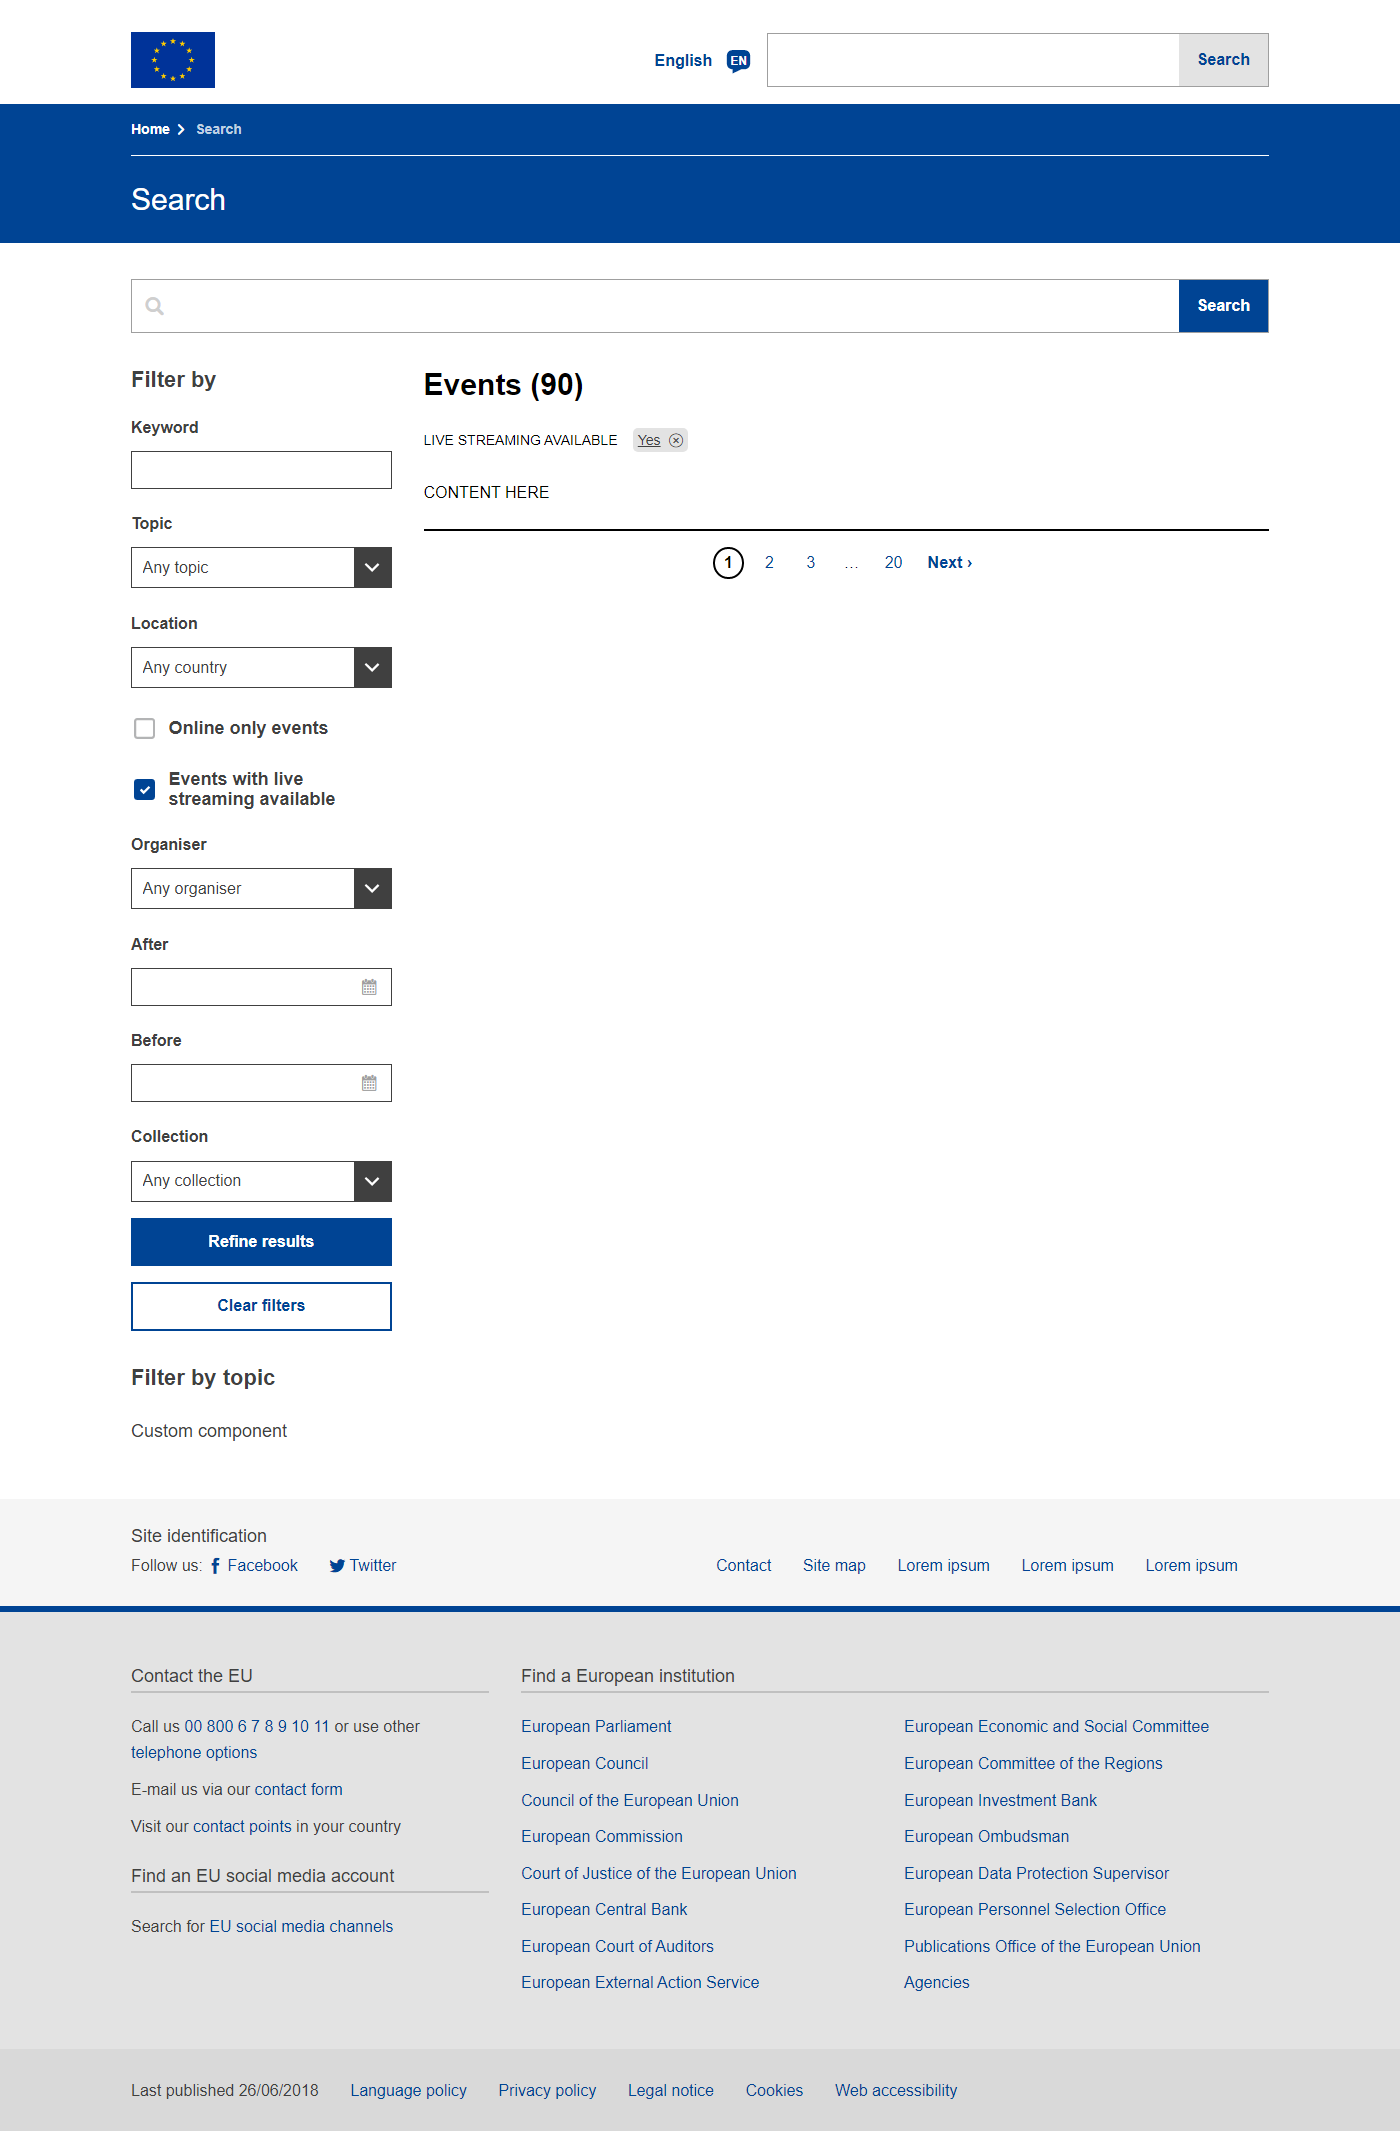 English EN Search
Home Search
Search
Search
Filter by
Keyword
Topic
Any topic
Location
Any country
Online only events
Events with live
streaming available
Organiser
Any organiser
After
Before
Collection
Any collection
Refine results
Clear filters
Filter by topic
Custom component
Events (90)
LIVE STREAMING AVAILABLE Yes
CONTENT HERE
1 2 3 … 20 Next ›
Site identification
Follow us: Facebook Twitter
Contact Site map Lorem ipsum Lorem ipsum Lorem ipsum
Contact the EU
Call us 00 800 6 7 8 9 10 11 or use other
telephone options
E-mail us via our contact form
Visit our contact points in your country
Find an EU social media account
Search for EU social media channels
Find a European institution
European Parliament
European Council
Council of the European Union
European Commission
Court of Justice of the European Union
European Central Bank
European Court of Auditors
European External Action Service
European Economic and Social Committee
European Committee of the Regions
European Investment Bank
European Ombudsman
European Data Protection Supervisor
European Personnel Selection Office
Publications Office of the European Union
Agencies
Last published 26/06/2018 Language policy Privacy policy Legal notice Cookies Web accessibility